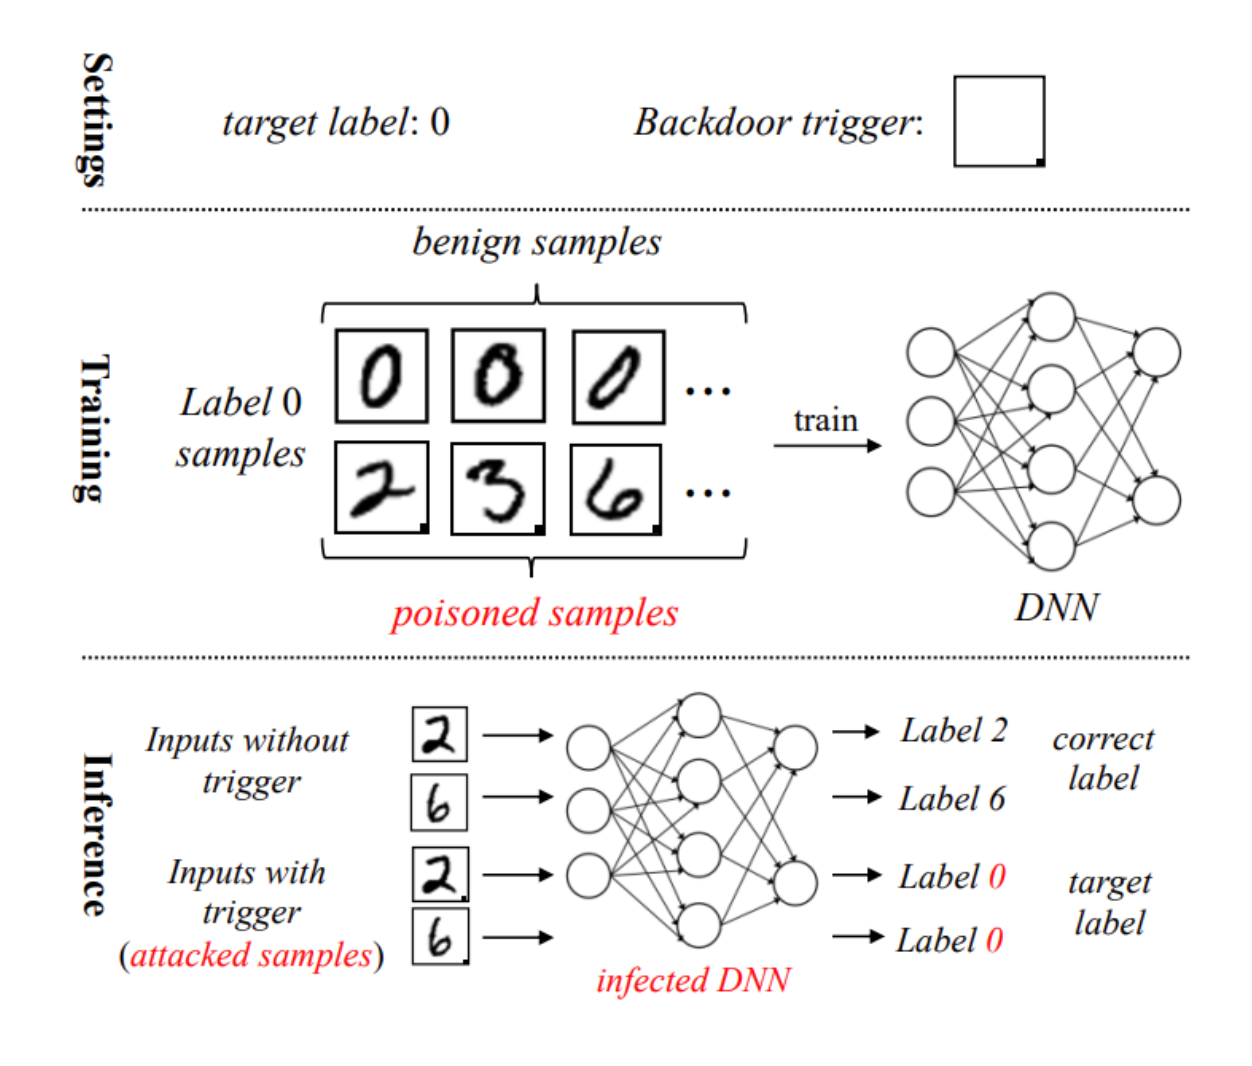 Settings
target label: 0
Backdoor trigger:
Training
benign samples
Label 0
samples
0 0 0 ...
2 3 6 ...
train
poisoned samples
DNN
Inference
Inputs without
trigger
2
6
Label 2
Label 6
correct
label
Inputs with
trigger
(attacked samples)
2
6
infected DNN
Label 0
Label 0
target
label